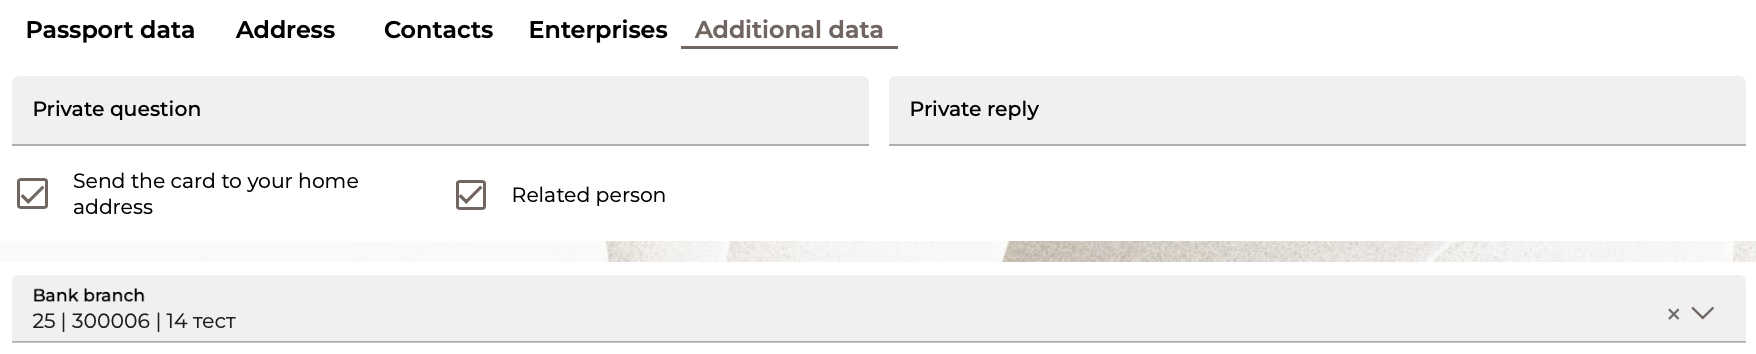 Passport data Address Contacts Enterprises Additional data
Private question Private reply
Send the card to your home
address
Related person
Bank branch
25 | 300006 | 14 тест